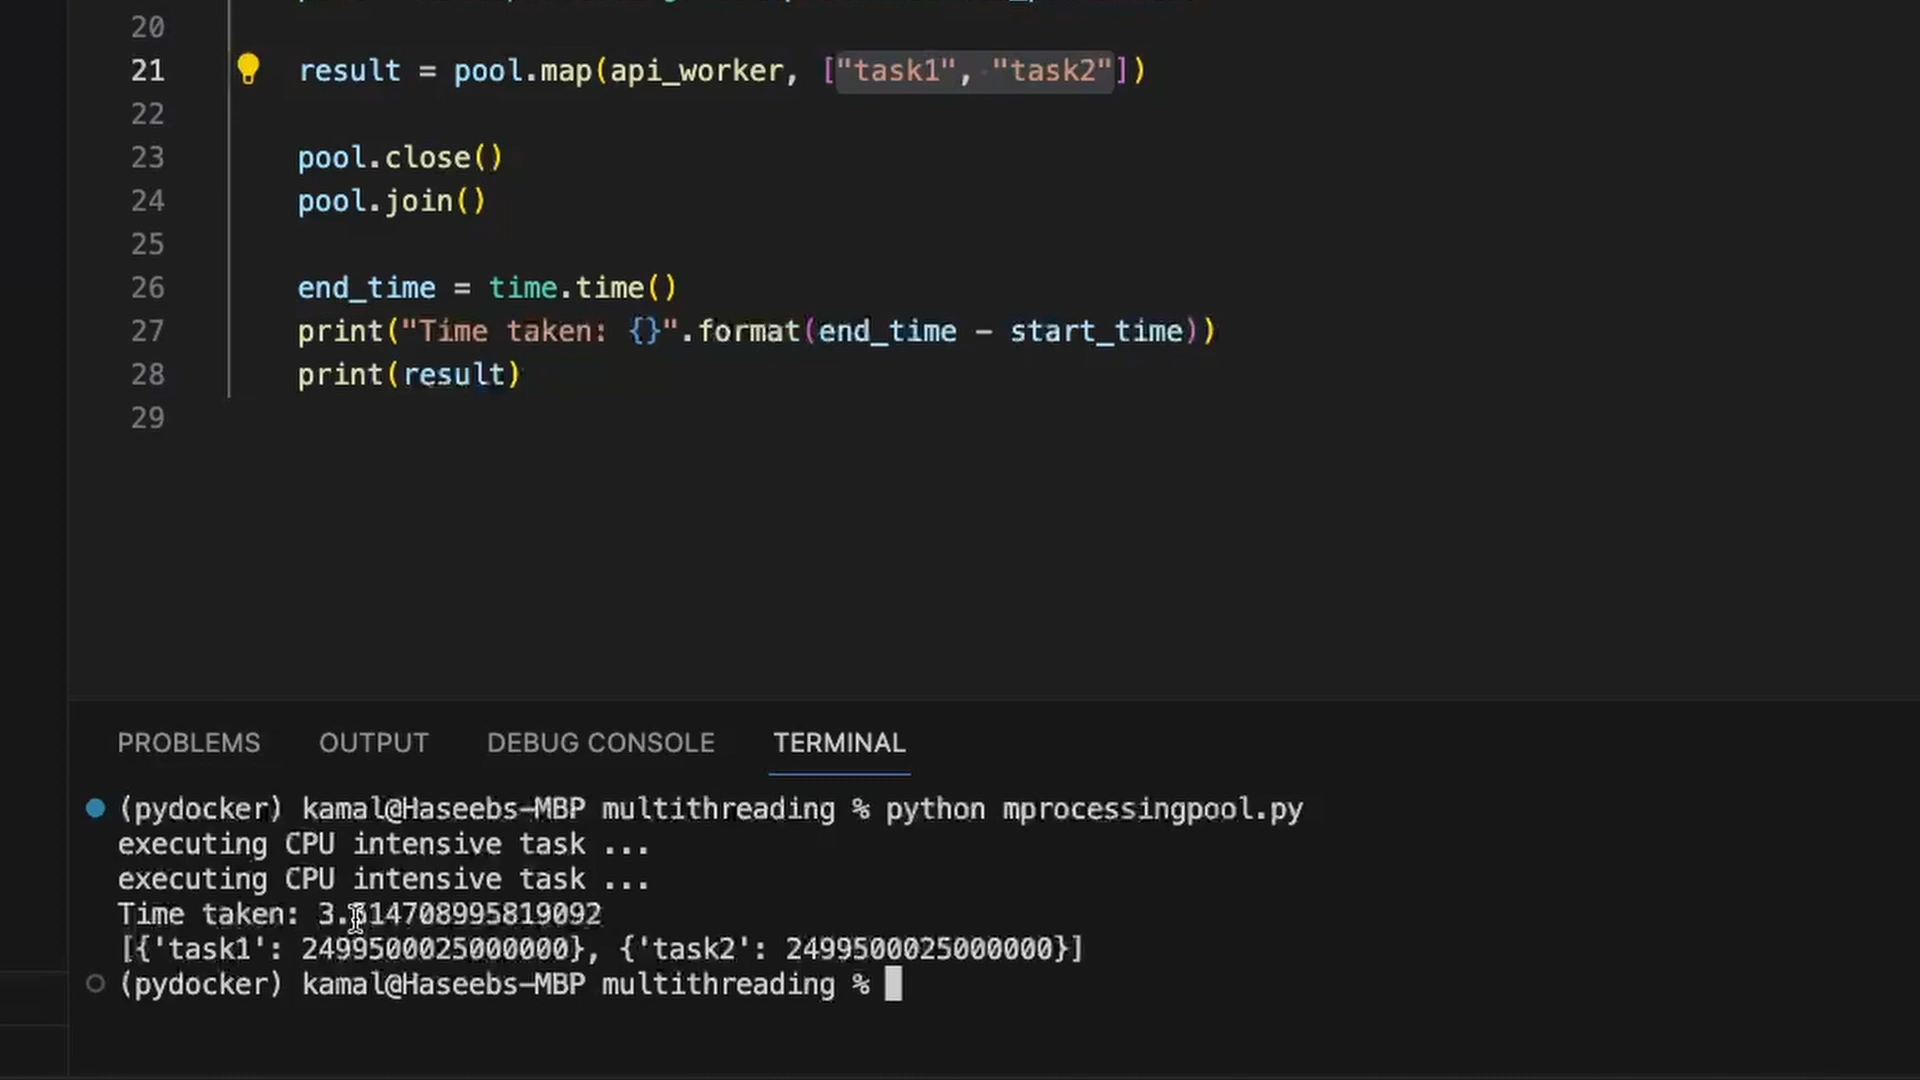 20
21 result = pool.map(api_worker, ["task1", "task2"])
22
23 pool.close()
24 pool.join()
25
26 end_time = time.time()
27 print("Time taken: {}".format(end_time - start_time))
28 print(result)
29
PROBLEMS OUTPUT DEBUG CONSOLE TERMINAL
(pydocker) kamal@Haseebs-MBP multithreading % python mprocessingpool.py
executing CPU intensive task ...
executing CPU intensive task ...
Time taken:
[{'task1': 2499500025000000}, {'task2': 2499500025000000}]
(pydocker) kamal@Haseebs-MBP multithreading %